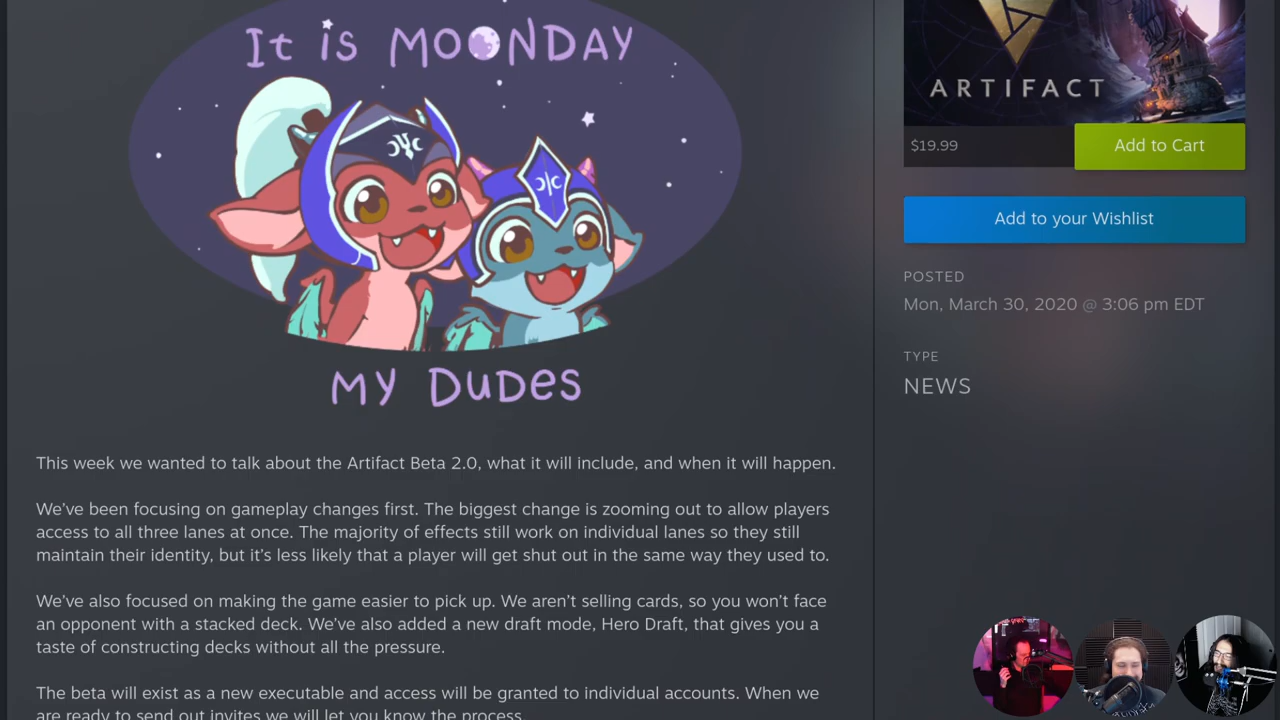 It is MOONDAY
MY DUDES
This week we wanted to talk about the Artifact Beta 2.0, what it will include, and when it will happen.
We've been focusing on gameplay changes first. The biggest change is zooming out to allow players
access to all three lanes at once. The majority of effects still work on individual lanes so they still
maintain their identity, but it's less likely that a player will get shut out in the same way they used to.
We've also focused on making the game easier to pick up. We aren't selling cards, so you won't face
an opponent with a stacked deck. We've also added a new draft mode, Hero Draft, that gives you a
taste of constructing decks without all the pressure.
The beta will exist as a new executable and access will be granted to individual accounts. When we
are ready to send out invites we will let you know the process.
ARTIFACT
$19.99
Add to Cart
Add to your Wishlist
POSTED
Mon, March 30, 2020 @ 3:06 pm EDT
TYPE
NEWS